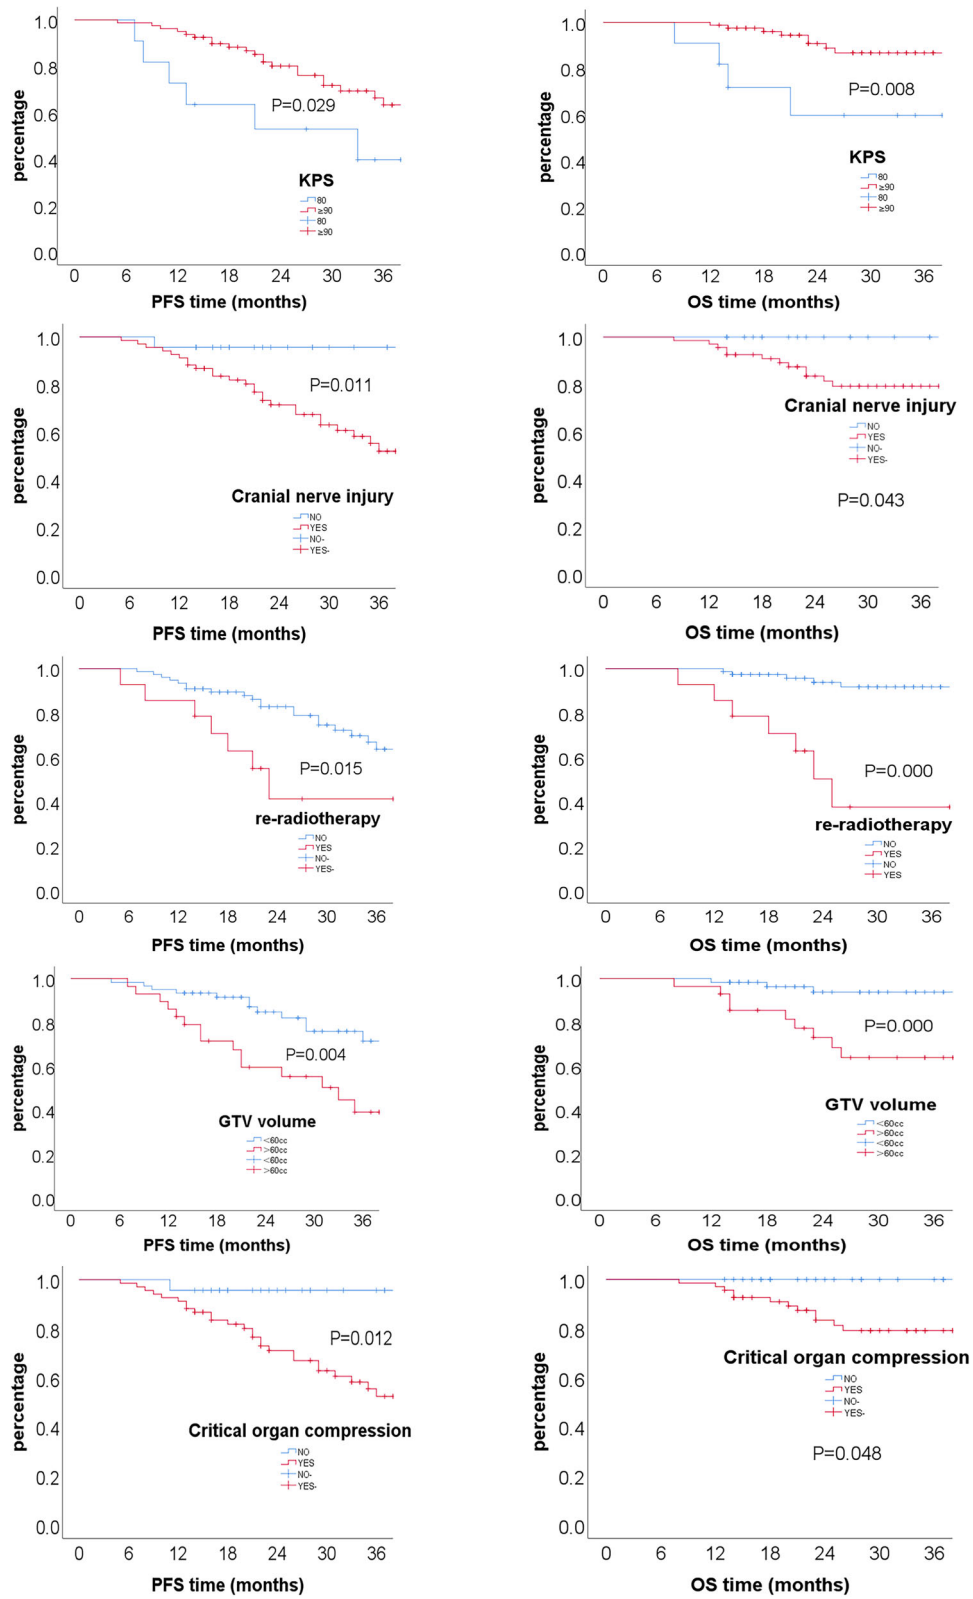 1.0
0.8
0.6
0.4
0.2
0.0
percentage
P=0.029
KPS
80
≥90
80
≥90
0 6 12 18 24 30 36
PFS time (months)
1.0
0.8
0.6
0.4
0.2
0.0
percentage
P=0.008
KPS
80
≥90
80
≥90
0 6 12 18 24 30 36
OS time (months)
1.0
0.8
0.6
0.4
0.2
0.0
percentage
P=0.011
Cranial nerve injury
NO
YES
NO-
YES-
0 6 12 18 24 30 36
PFS time (months)
1.0
0.8
0.6
0.4
0.2
0.0
percentage
Cranial nerve injury
NO
YES
NO-
YES-
P=0.043
0 6 12 18 24 30 36
OS time (months)
1.0
0.8
0.6
0.4
0.2
0.0
percentage
P=0.015
re-radiotherapy
NO
YES
NO-
YES-
0 6 12 18 24 30 36
PFS time (months)
1.0
0.8
0.6
0.4
0.2
0.0
percentage
P=0.000
re-radiotherapy
NO
YES
NO
YES
0 6 12 18 24 30 36
OS time (months)
1.0
0.8
0.6
0.4
0.2
0.0
percentage
P=0.004
GTV volume
<60cc
>60cc
<60cc
>60cc
0 6 12 18 24 30 36
PFS time (months)
1.0
0.8
0.6
0.4
0.2
0.0
percentage
P=0.000
GTV volume
<60cc
>60cc
<60cc
>60cc
0 6 12 18 24 30 36
OS time (months)
1.0
0.8
0.6
0.4
0.2
0.0
percentage
P=0.012
Critical organ compression
NO
YES
NO-
YES-
0 6 12 18 24 30 36
PFS time (months)
1.0
0.8
0.6
0.4
0.2
0.0
percentage
Critical organ compression
NO
YES
NO-
YES-
P=0.048
0 6 12 18 24 30 36
OS time (months)